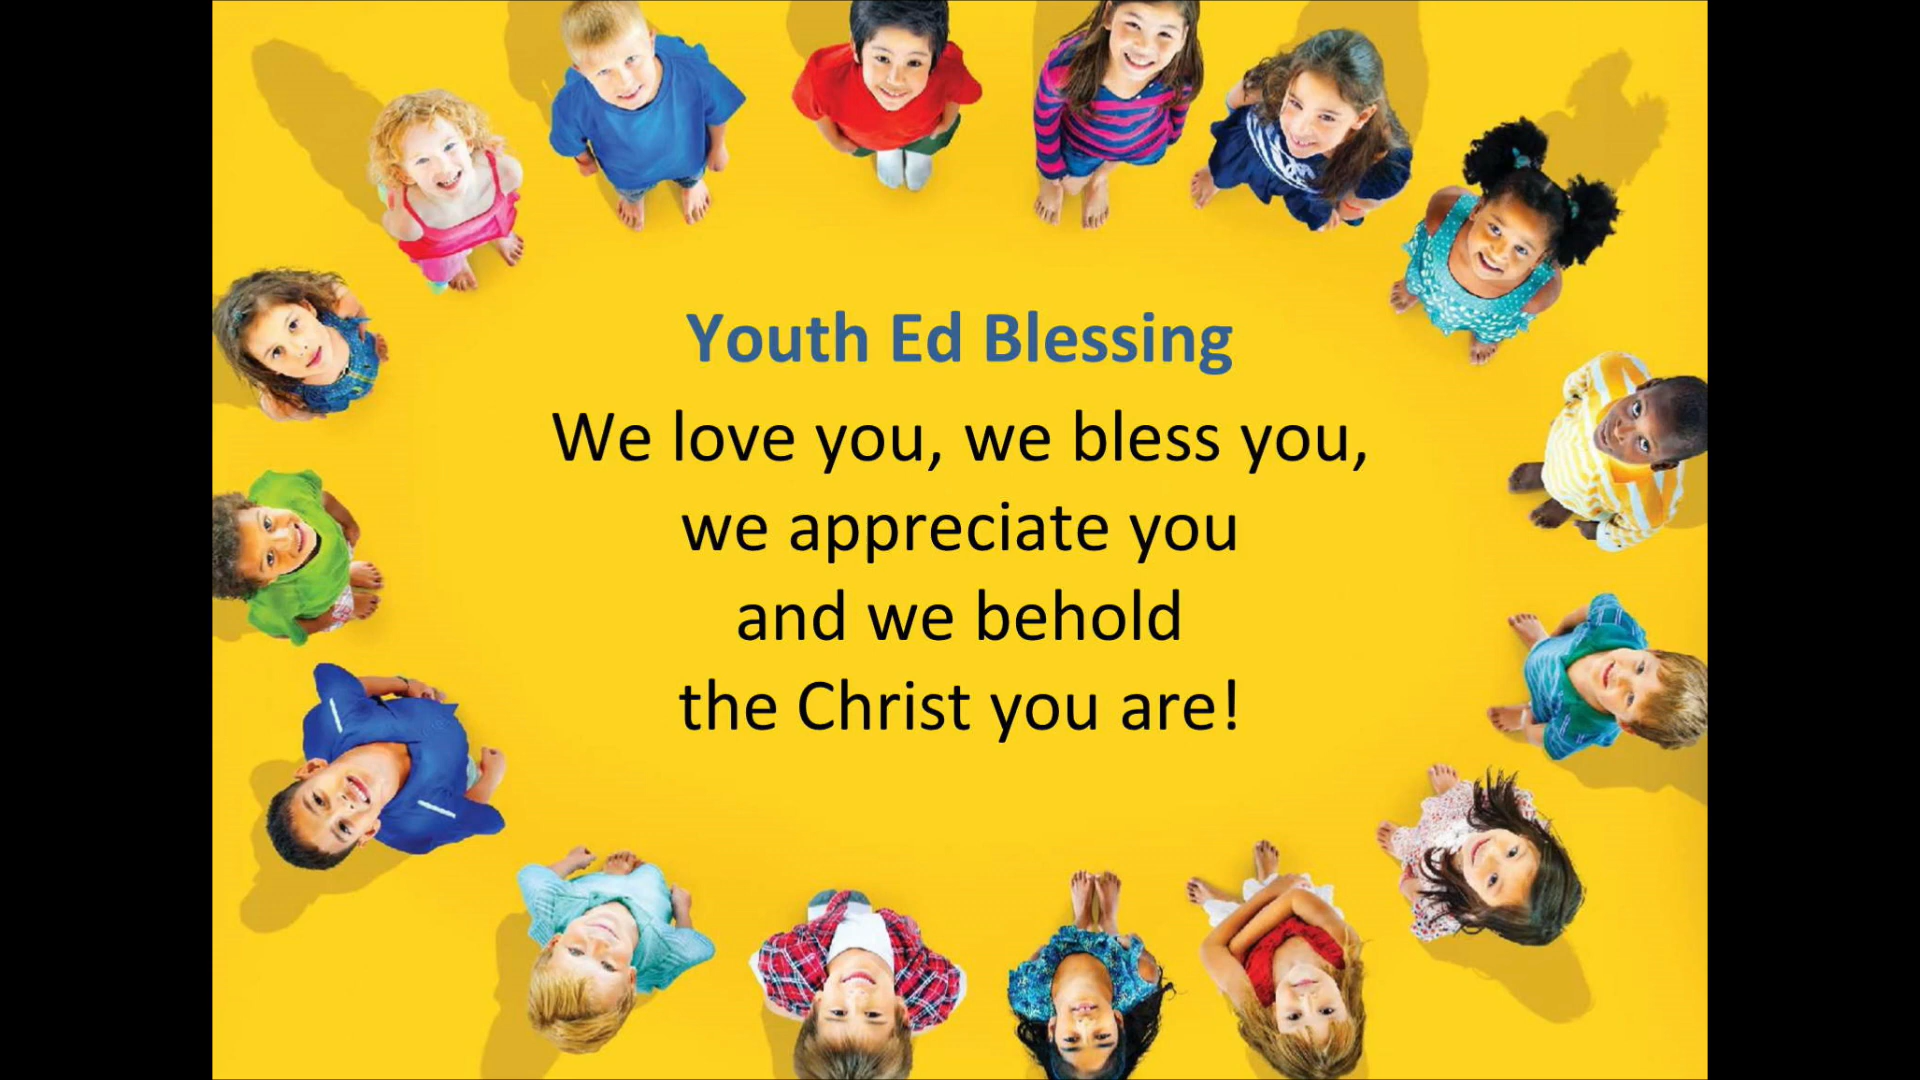 Youth Ed Blessing
We love you, we bless you,
we appreciate you
and we behold
the Christ you are!